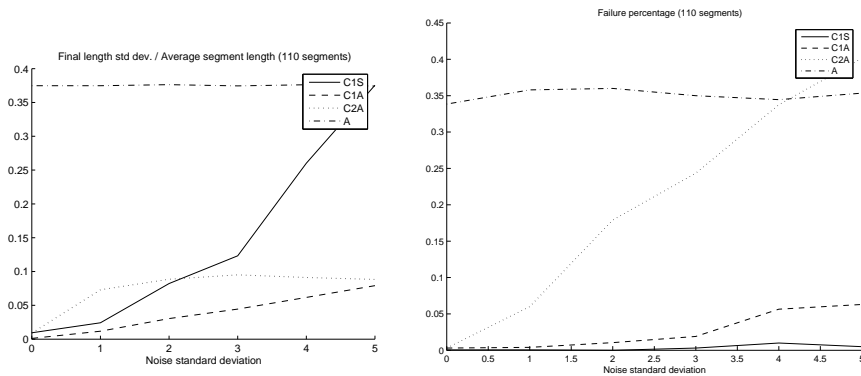 Final length std dev. / Average segment length (110 segments)
0.4
0.35
0.3
0.25
0.2
0.15
0.1
0.05
0
C1S
C1A
C2A
A
0 1 2 3 4 5
Noise standard deviation
Failure percentage (110 segments)
0.45
0.4
0.35
0.3
0.25
0.2
0.15
0.1
0.05
0
C1S
C1A
C2A
A
0 0.5 1 1.5 2 2.5 3 3.5 4 4.5 5
Noise standard deviation